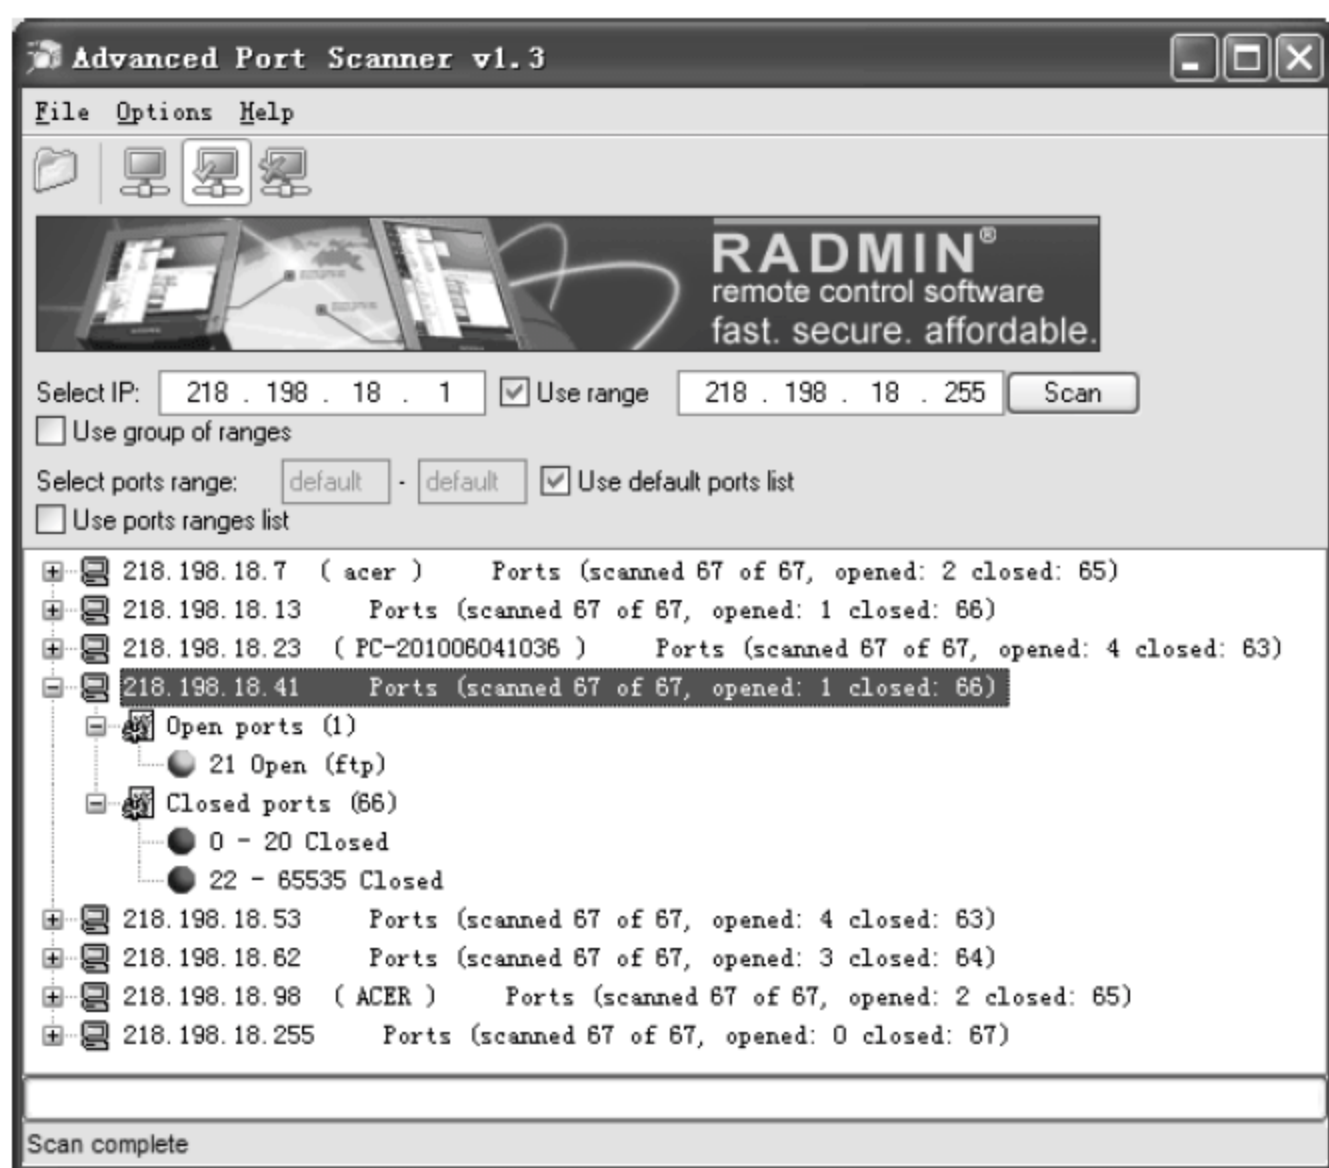 Advanced Port Scanner v1.3
File Options Help
RADMIN®
remote control software
fast. secure. affordable.
Select IP: 218 . 198 . 18 . 1 Use range 218 . 198 . 18 . 255 Scan
Use group of ranges
Select ports range: default - default Use default ports list
Use ports ranges list
218.198.18.7 ( acer ) Ports (scanned 67 of 67, opened: 2 closed: 65)
218.198.18.13 Ports (scanned 67 of 67, opened: 1 closed: 66)
218.198.18.23 ( PC-201006041036 ) Ports (scanned 67 of 67, opened: 4 closed: 63)
218.198.18.41 Ports (scanned 67 of 67, opened: 1 closed: 66)
Open ports (1)
21 Open (ftp)
Closed ports (66)
0 - 20 Closed
22 - 65535 Closed
218.198.18.53 Ports (scanned 67 of 67, opened: 4 closed: 63)
218.198.18.62 Ports (scanned 67 of 67, opened: 3 closed: 64)
218.198.18.98 ( ACER ) Ports (scanned 67 of 67, opened: 2 closed: 65)
218.198.18.255 Ports (scanned 67 of 67, opened: 0 closed: 67)
Scan complete